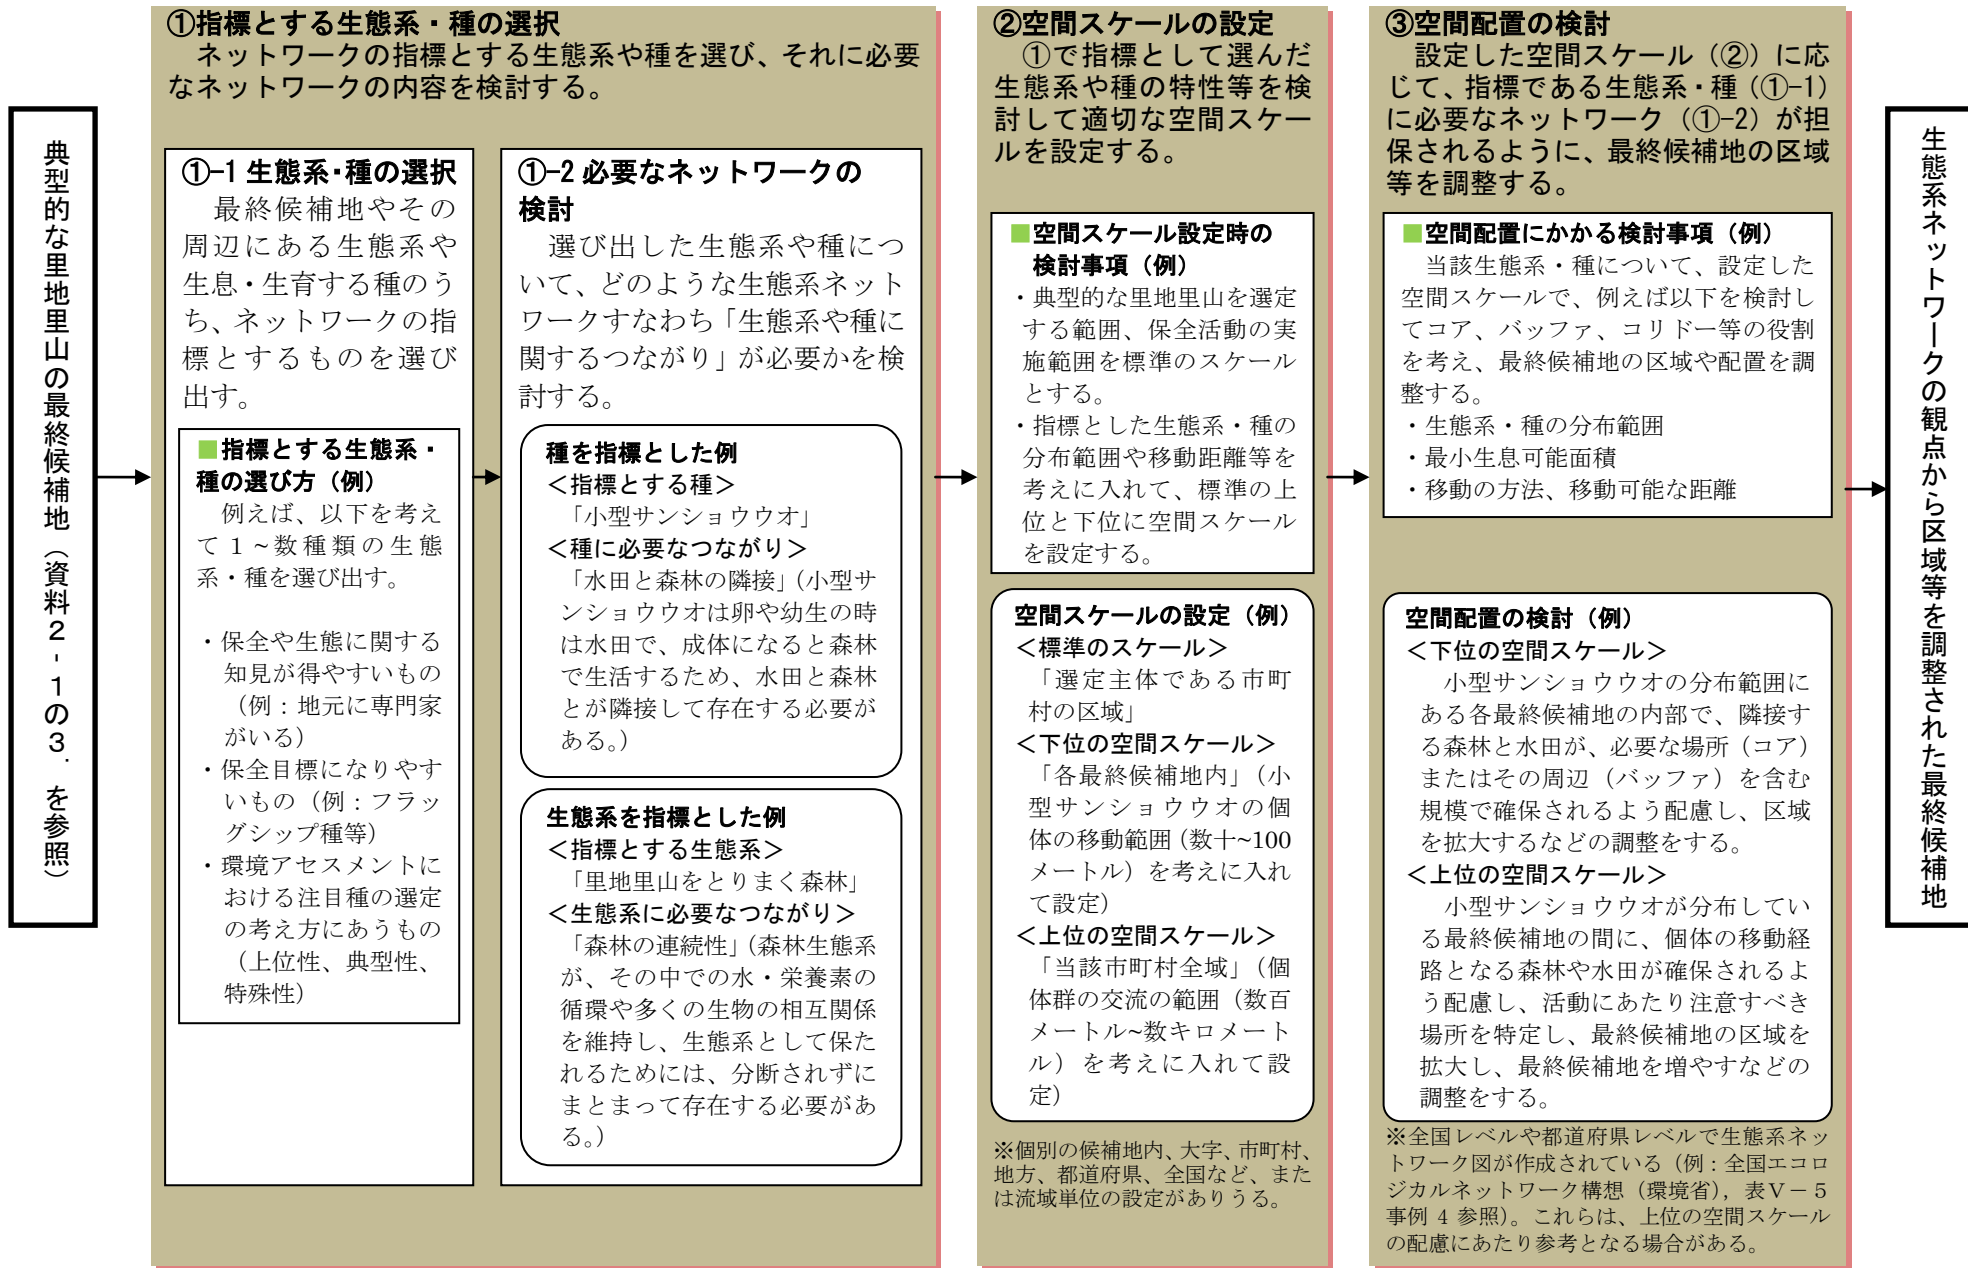 典型的な里地里山の最終候補地（資料２-１の３．を参照）
①指標とする生態系・種の選択
ネットワークの指標とする生態系や種を選び、それに必要
なネットワークの内容を検討する。
①-1 生態系・種の選択
最終候補地やその
周辺にある生態系や
生息・生育する種のう
ち、ネットワークの指
標とするものを選び
出す。
■指標とする生態系・
種の選び方（例）
例えば、以下を考え
て 1 ~数種類の生態
系・種を選び出す。
・保全や生態に関する
知見が得やすいもの
（例：地元に専門家
がいる）
・保全目標になりやす
いもの（例：フラッ
グシップ種等）
・環境アセスメントに
おける注目種の選定
の考え方にあうもの
（上位性、典型性、
特殊性）
①-2 必要なネットワークの
検討
選び出した生態系や種につ
いて、どのような生態系ネット
ワークすなわち「生態系や種に
関するつながり」が必要かを検
討する。
種を指標とした例
＜指標とする種＞
「小型サンショウウオ」
＜種に必要なつながり＞
「水田と森林の隣接」（小型サ
ンショウウオは卵や幼生の時
は水田で、成体になると森林
で生活するため、水田と森林
とが隣接して存在する必要が
ある。）
生態系を指標とした例
＜指標とする生態系＞
「里地里山をとりまく森林」
＜生態系に必要なつながり＞
「森林の連続性」（森林生態系
が、その中での水・栄養素の
循環や多くの生物の相互関係
を維持し、生態系として保た
れるためには、分断されずに
まとまって存在する必要があ
る。）
②空間スケールの設定
①で指標として選んだ
生態系や種の特性等を検
討して適切な空間スケー
ルを設定する。
■空間スケール設定時の
検討事項（例）
・典型的な里地里山を選定
する範囲、保全活動の実
施範囲を標準のスケール
とする。
・指標とした生態系・種の
分布範囲や移動距離等を
考えに入れて、標準の上
位と下位に空間スケール
を設定する。
空間スケールの設定（例）
＜標準のスケール＞
「選定主体である市町
村の区域」
＜下位の空間スケール＞
「各最終候補地内」（小
型サンショウウオの個
体の移動範囲（数十~100
メートル）を考えに入れ
て設定）
＜上位の空間スケール＞
「当該市町村全域」（個
体群の交流の範囲（数百
メートル~数キロメート
ル）を考えに入れて設
定）
※個別の候補地内、大字、市町村、
地方、都道府県、全国など、また
は流域単位の設定がありうる。
③空間配置の検討
設定した空間スケール（②）に応
じて、指標である生態系・種（①-1）
に必要なネットワーク（①-2）が担
保されるように、最終候補地の区域
等を調整する。
■空間配置にかかる検討事項（例）
当該生態系・種について、設定した
空間スケールで、例えば以下を検討し
てコア、バッファ、コリドー等の役割
を考え、最終候補地の区域や配置を調
整する。
・生態系・種の分布範囲
・最小生息可能面積
・移動の方法、移動可能な距離
空間配置の検討（例）
＜下位の空間スケール＞
小型サンショウウオの分布範囲に
ある各最終候補地の内部で、隣接す
る森林と水田が、必要な場所（コア）
またはその周辺（バッファ）を含む
規模で確保されるよう配慮し、区域
を拡大するなどの調整をする。
＜上位の空間スケール＞
小型サンショウウオが分布してい
る最終候補地の間に、個体の移動経
路となる森林や水田が確保されるよ
う配慮し、活動にあたり注意すべき
場所を特定し、最終候補地の区域を
拡大し、最終候補地を増やすなどの
調整をする。
※全国レベルや都道府県レベルで生態系ネッ
トワーク図が作成されている（例：全国エコロ
ジカルネットワーク構想（環境省），表Ⅴ－５
事例 4 参照）。これらは、上位の空間スケール
の配慮にあたり参考となる場合がある。
生態系ネットワークの観点から区域等を調整された最終候補地